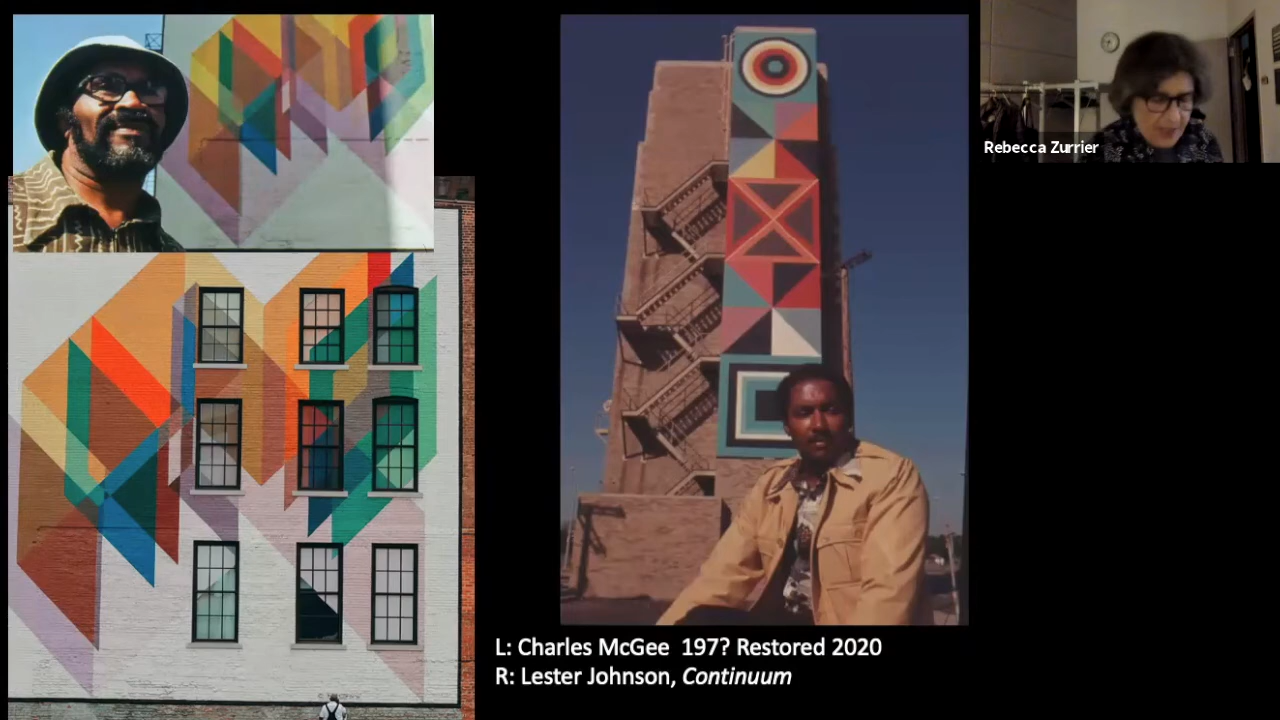 Rebecca Zurrier
L: Charles McGee 197? Restored 2020
R: Lester Johnson, Continuum